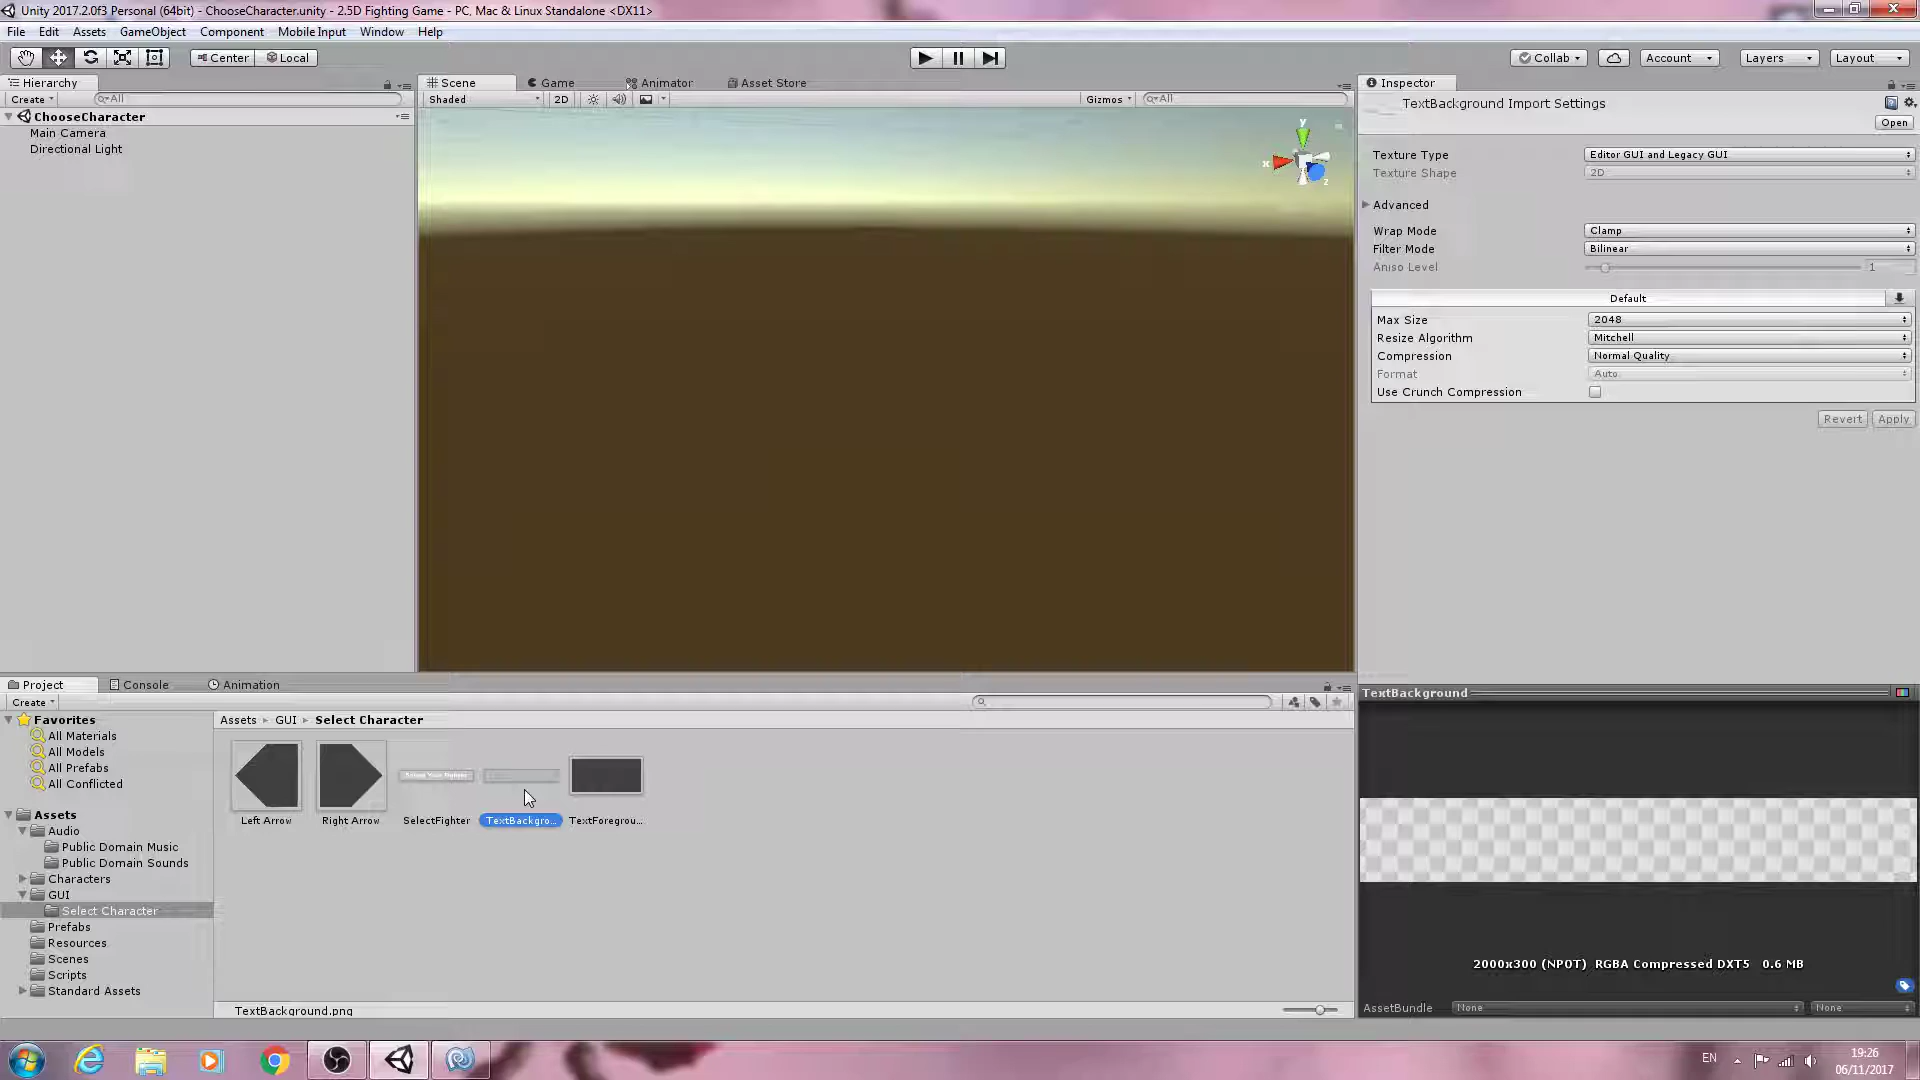 Unity 2017.2.0f3 Personal (64bit) - ChooseCharacter.unity - 2.5D Fighting Game - PC, Mac & Linux Standalone <DX11>
File Edit Assets GameObject Component Mobile Input Window Help
Center Local Collab Account Layers Layout
Hierarchy Scene Game Animator Asset Store Inspector
Create All Shaded 2D Gizmos All
TextBackground Import Settings
Open
ChooseCharacter
Main Camera
Directional Light
y
x
z
Texture Type Editor GUI and Legacy GUI
Texture Shape 2D
Advanced
Wrap Mode Clamp
Filter Mode Bilinear
Aniso Level 1
Default
Max Size 2048
Resize Algorithm Mitchell
Compression Normal Quality
Format Auto
Use Crunch Compression
Revert Apply
Project Console Animation
Create
Favorites
All Materials
All Models
All Prefabs
All Conflicted
Assets
Audio
Public Domain Music
Public Domain Sounds
Characters
GUI
Select Character
Prefabs
Resources
Scenes
Scripts
Standard Assets
Assets GUI Select Character
Select Your Fighter
Left Arrow Right Arrow SelectFighter TextBackgro... TextForegrou...
TextBackground.png
TextBackground
2000x300 (NPOT) RGBA Compressed DXT5 0.6 MB
AssetBundle None None
EN 19:26
06/11/2017